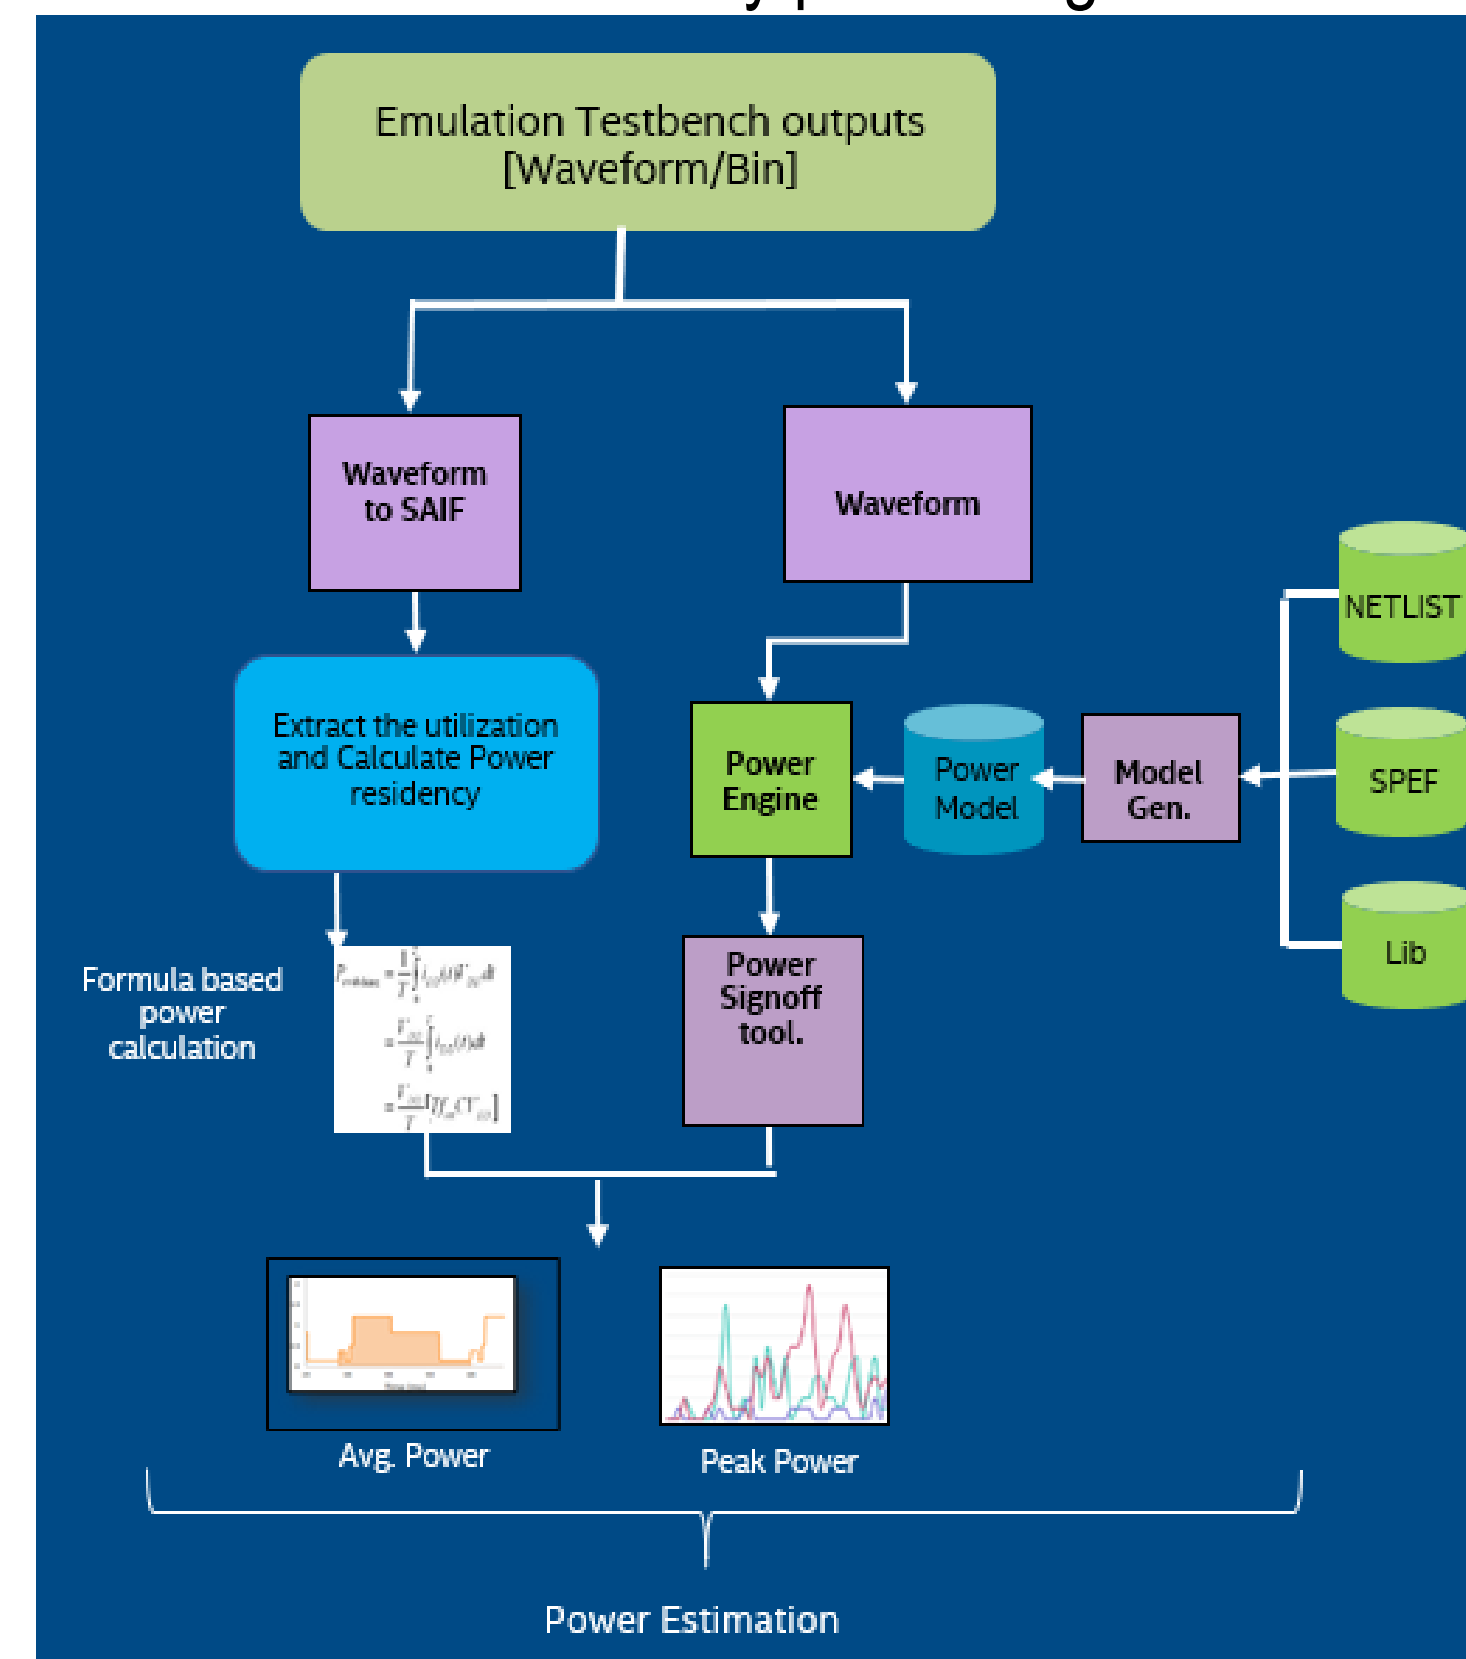 Emulation Testbench outputs
[Waveform/Bin]
Waveform
to SAIF
Waveform
NETLIST
Extract the utilization
and Calculate Power
residency
Power
Engine
Power
Model
Model
Gen.
SPEF
Lib
Formula based
power
calculation
Power
Signoff
tool.
Avg. Power
Peak Power
Power Estimation